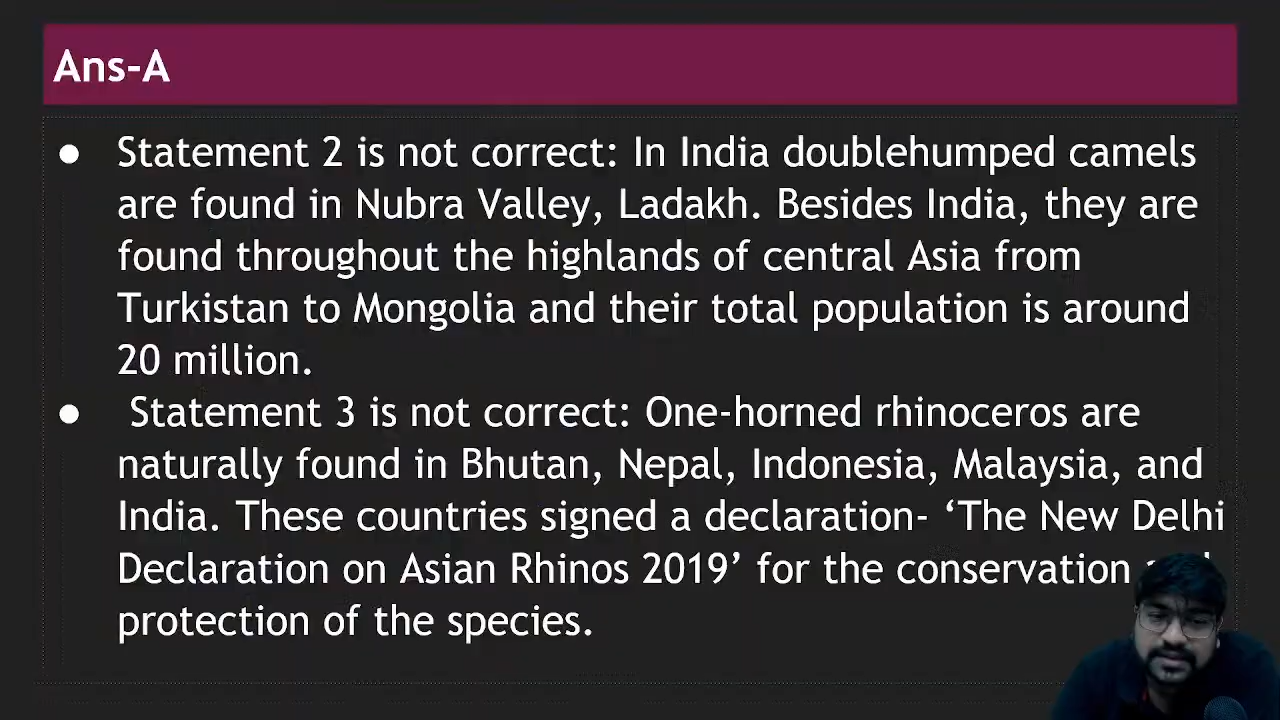 Ans-A
● Statement 2 is not correct: In India doublehumped camels
are found in Nubra Valley, Ladakh. Besides India, they are
found throughout the highlands of central Asia from
Turkistan to Mongolia and their total population is around
20 million.
● Statement 3 is not correct: One-horned rhinoceros are
naturally found in Bhutan, Nepal, Indonesia, Malaysia, and
India. These countries signed a declaration- ‘The New Delhi
Declaration on Asian Rhinos 2019’ for the conservation
protection of the species.